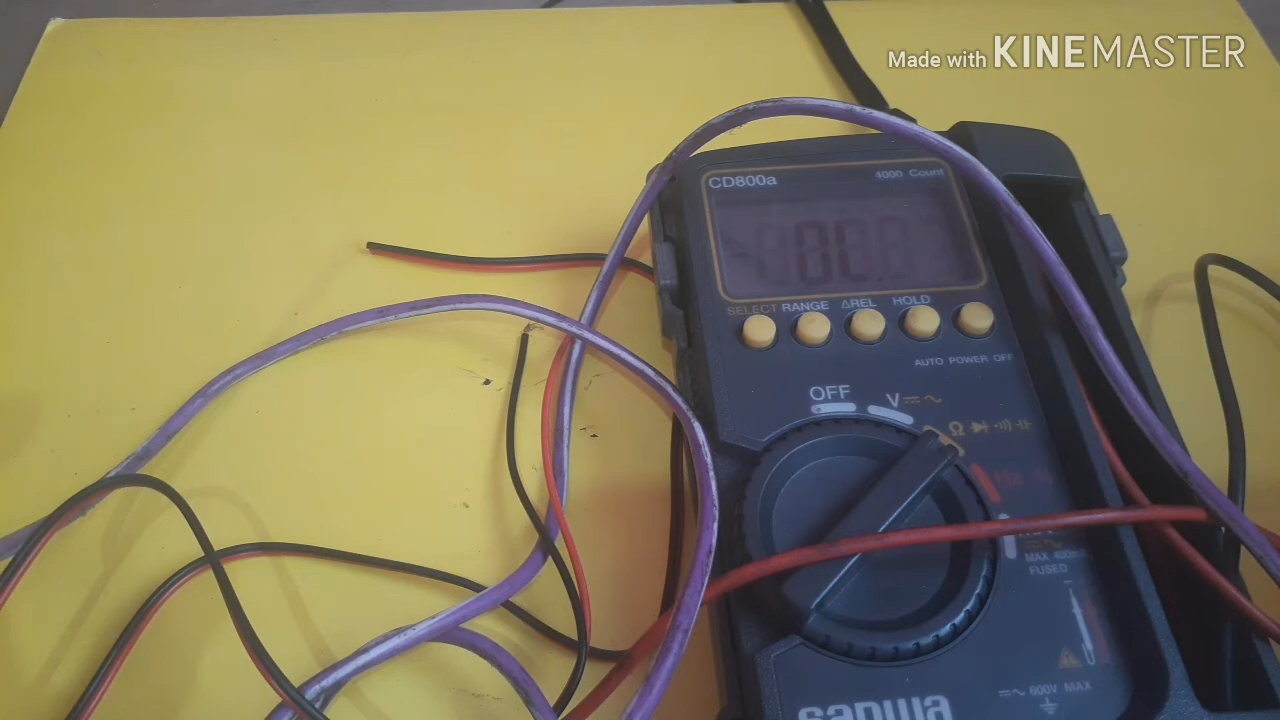 Made with KINEMASTER
CD800a 4000 Count
OL
SELECT RANGE ΔREL HOLD
AUTO POWER OFF
OFF V
Ω
MAX 400mA
FUSED
600V MAX
sanwa